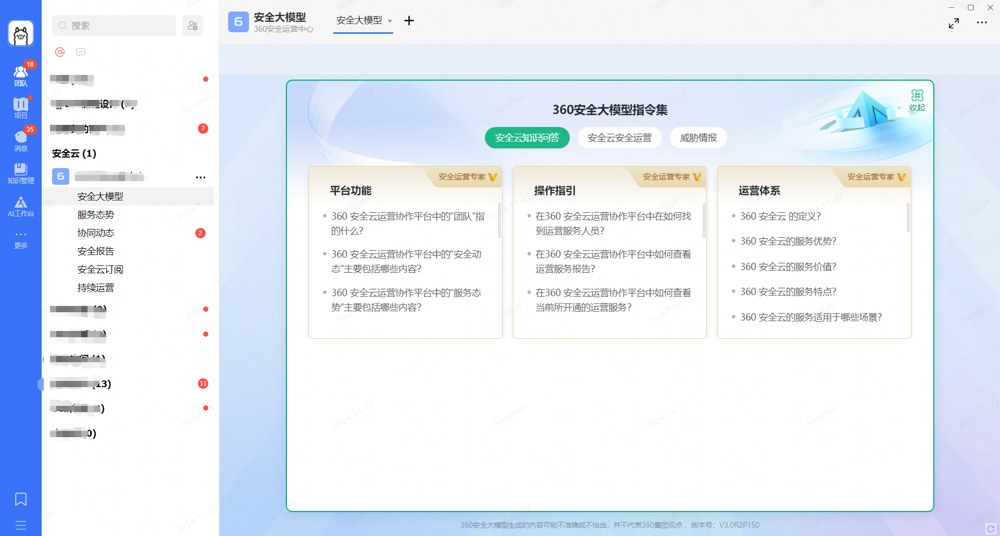 搜索
18
团队
项目
35
消息
知识管理
AI工作台
更多
7
安全云 (1)
安全大模型
服务态势
协同动态
2
安全报告
安全云订阅
持续运营
(13)
11
安全大模型
360安全运营中心
安全大模型
360安全大模型指令集
收起
安全云知识问答
安全云安全运营
威胁情报
安全运营专家
平台功能
360 安全云运营协作平台中的“团队”指
的什么?
360 安全云运营协作平台中的“安全动
态”主要包括哪些内容?
360 安全云运营协作平台中的“服务态
势”主要包括哪些内容?
安全运营专家
操作指引
在360 安全云运营协作平台中在如何找
到运营服务人员?
在360 安全云运营协作平台中如何查看
运营服务报告?
在360 安全云运营协作平台中如何查看
当前所开通的运营服务?
安全运营专家
运营体系
360 安全云 的定义?
360 安全云的服务优势?
360 安全云的服务价值?
360 安全云的服务特点?
360 安全云的服务适用于哪些场景?
360安全大模型生成的内容可能不准确或不恰当，并不代表360集团观点 ，版本号：V3.0R2P150